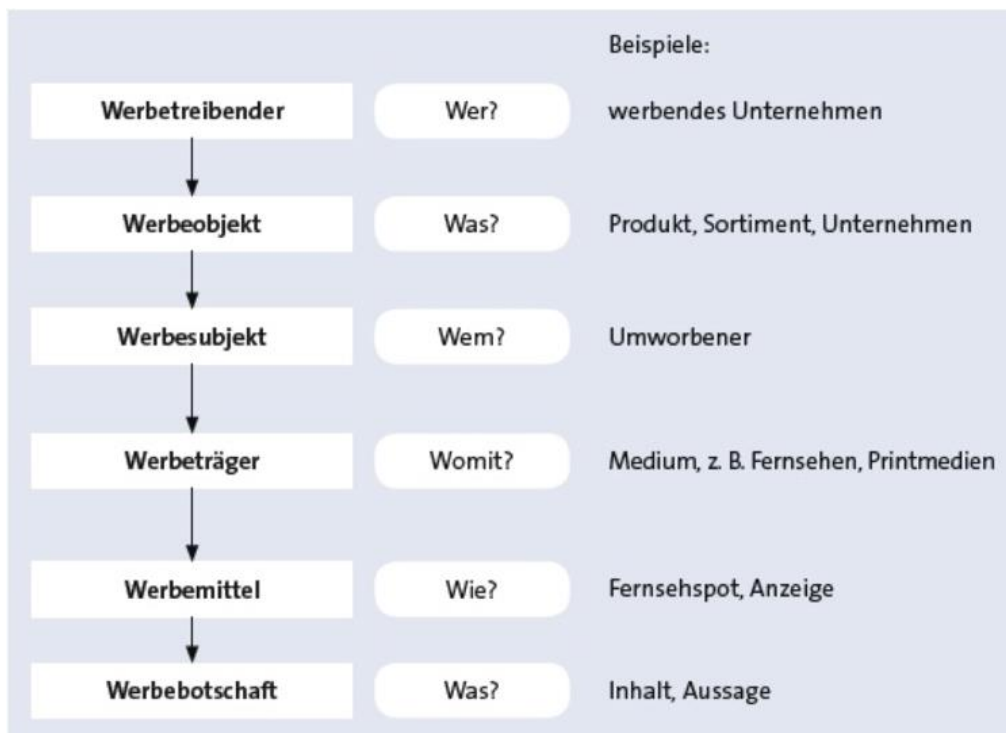 Beispiele:
Werbetreibender Wer? werbendes Unternehmen
Werbeobjekt Was? Produkt, Sortiment, Unternehmen
Werbesubjekt Wem? Umworbener
Werbeträger Womit? Medium, z. B. Fernsehen, Printmedien
Werbemittel Wie? Fernsehspot, Anzeige
Werbebotschaft Was? Inhalt, Aussage